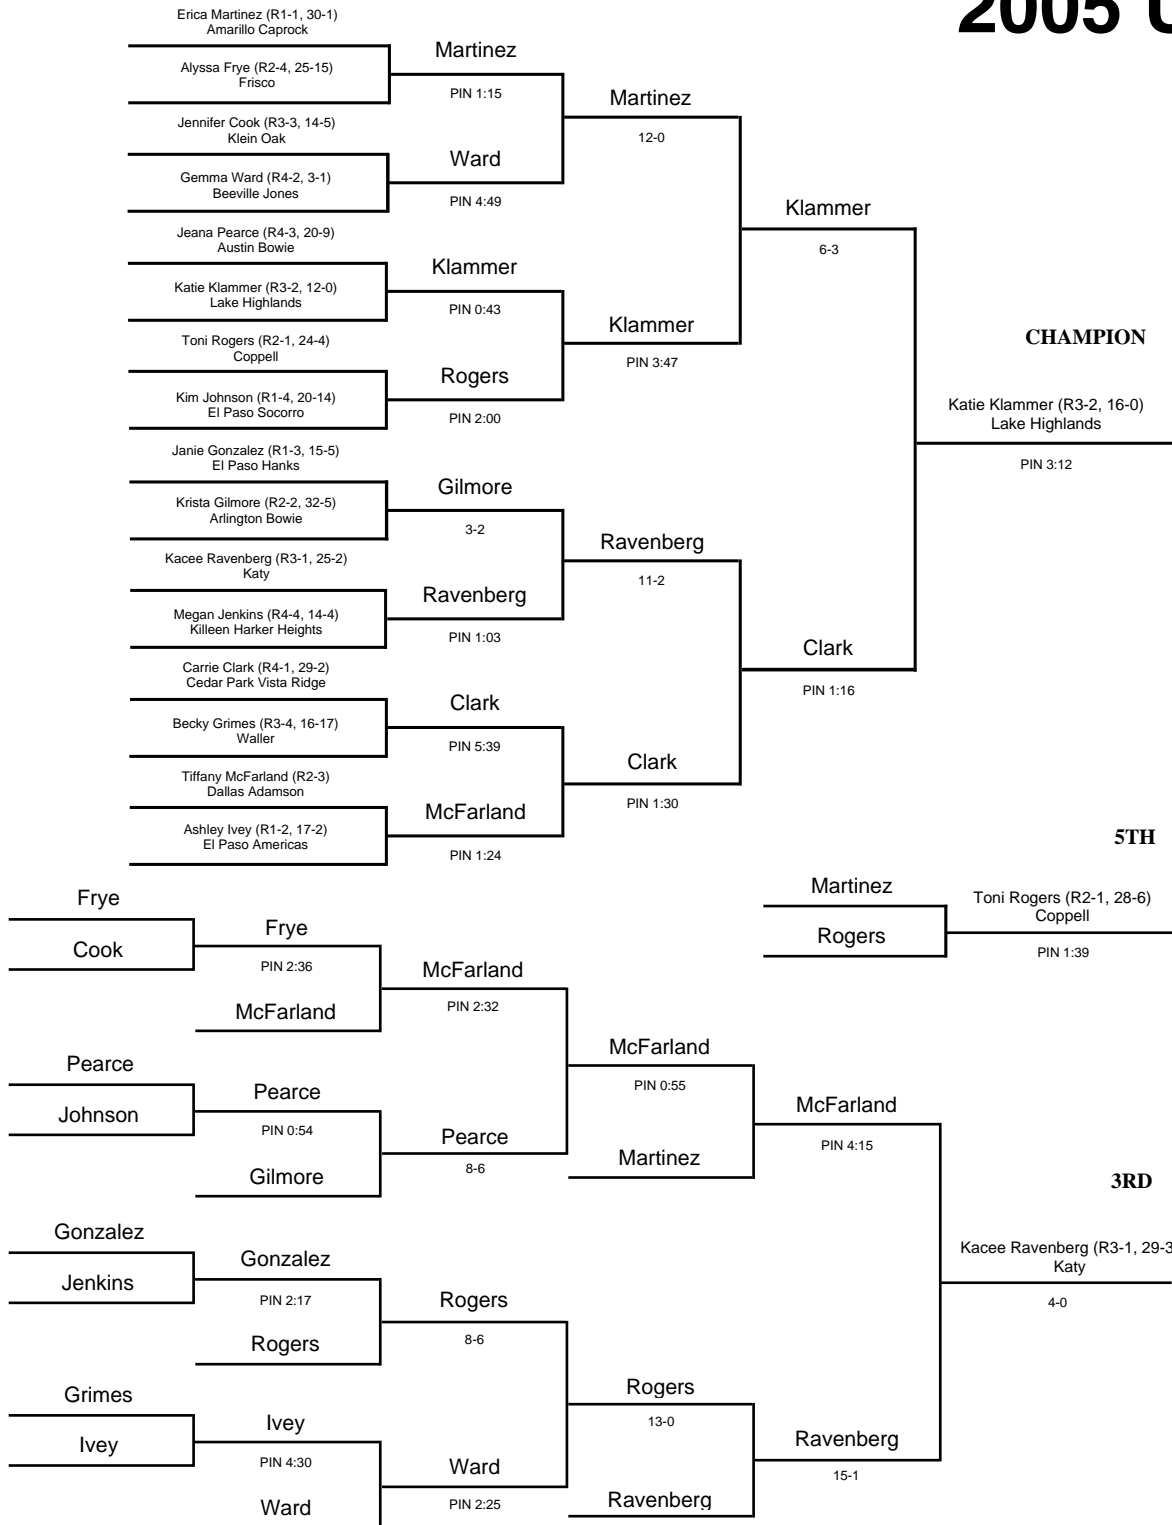 2005 U
Erica Martinez (R1-1, 30-1)
Amarillo Caprock
Alyssa Frye (R2-4, 25-15)
Frisco
Jennifer Cook (R3-3, 14-5)
Klein Oak
Gemma Ward (R4-2, 3-1)
Beeville Jones
Jeana Pearce (R4-3, 20-9)
Austin Bowie
Katie Klammer (R3-2, 12-0)
Lake Highlands
Toni Rogers (R2-1, 24-4)
Coppell
Kim Johnson (R1-4, 20-14)
El Paso Socorro
Janie Gonzalez (R1-3, 15-5)
El Paso Hanks
Krista Gilmore (R2-2, 32-5)
Arlington Bowie
Kacee Ravenberg (R3-1, 25-2)
Katy
Megan Jenkins (R4-4, 14-4)
Killeen Harker Heights
Carrie Clark (R4-1, 29-2)
Cedar Park Vista Ridge
Becky Grimes (R3-4, 16-17)
Waller
Tiffany McFarland (R2-3)
Dallas Adamson
Ashley Ivey (R1-2, 17-2)
El Paso Americas
Martinez
PIN 1:15
Ward
PIN 4:49
Klammer
PIN 0:43
Rogers
PIN 2:00
Gilmore
3-2
Ravenberg
PIN 1:03
Clark
PIN 5:39
McFarland
PIN 1:24
Martinez
12-0
Klammer
PIN 3:47
Ravenberg
11-2
Clark
PIN 1:30
Klammer
6-3
Clark
PIN 1:16
CHAMPION
Katie Klammer (R3-2, 16-0)
Lake Highlands
PIN 3:12
5TH
Martinez
Rogers
Toni Rogers (R2-1, 28-6)
Coppell
PIN 1:39
Frye
Cook
Pearce
Johnson
Gonzalez
Jenkins
Grimes
Ivey
Frye
PIN 2:36
McFarland
Pearce
PIN 0:54
Gilmore
Gonzalez
PIN 2:17
Rogers
Ivey
PIN 4:30
Ward
McFarland
PIN 2:32
Pearce
8-6
Rogers
8-6
Ward
PIN 2:25
McFarland
PIN 0:55
Martinez
Rogers
13-0
Ravenberg
McFarland
PIN 4:15
Ravenberg
15-1
3RD
Kacee Ravenberg (R3-1, 29-3
Katy
4-0